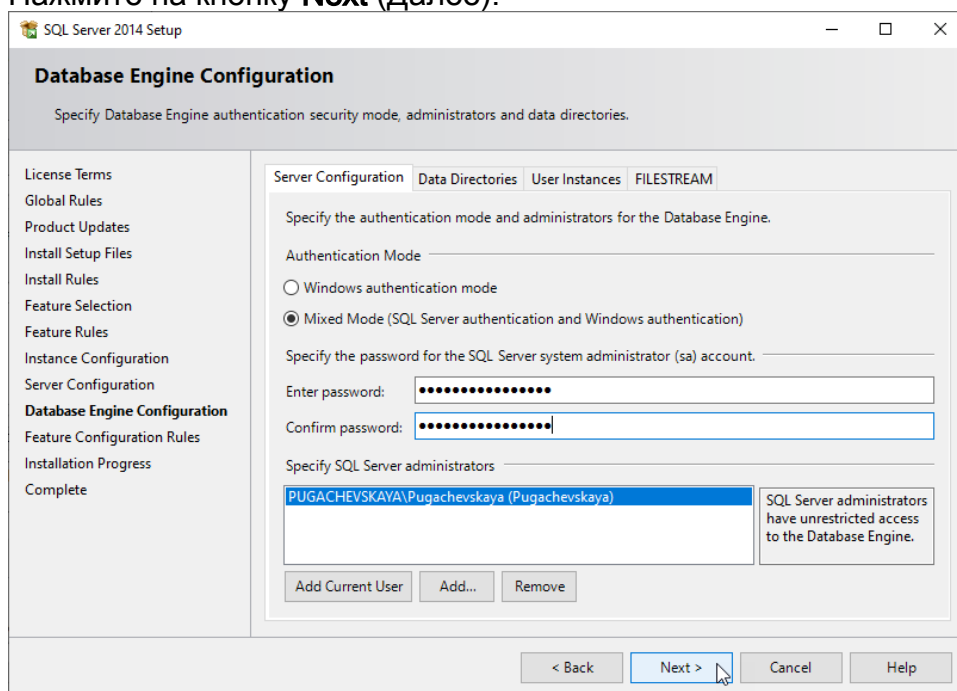 Нажмите на кнопку Next (Далее).
SQL Server 2014 Setup
Database Engine Configuration
Specify Database Engine authentication security mode, administrators and data directories.
License Terms
Global Rules
Product Updates
Install Setup Files
Install Rules
Feature Selection
Feature Rules
Instance Configuration
Server Configuration
Database Engine Configuration
Feature Configuration Rules
Installation Progress
Complete
Server Configuration Data Directories User Instances FILESTREAM
Specify the authentication mode and administrators for the Database Engine.
Authentication Mode
Windows authentication mode
Mixed Mode (SQL Server authentication and Windows authentication)
Specify the password for the SQL Server system administrator (sa) account.
Enter password: ●●●●●●●●●●●●●●●●
Confirm password: ●●●●●●●●●●●●●●●●
Specify SQL Server administrators
PUGACHEVSKAYA\Pugachevskaya (Pugachevskaya)
SQL Server administrators
have unrestricted access
to the Database Engine.
Add Current User Add... Remove
< Back Next > Cancel Help